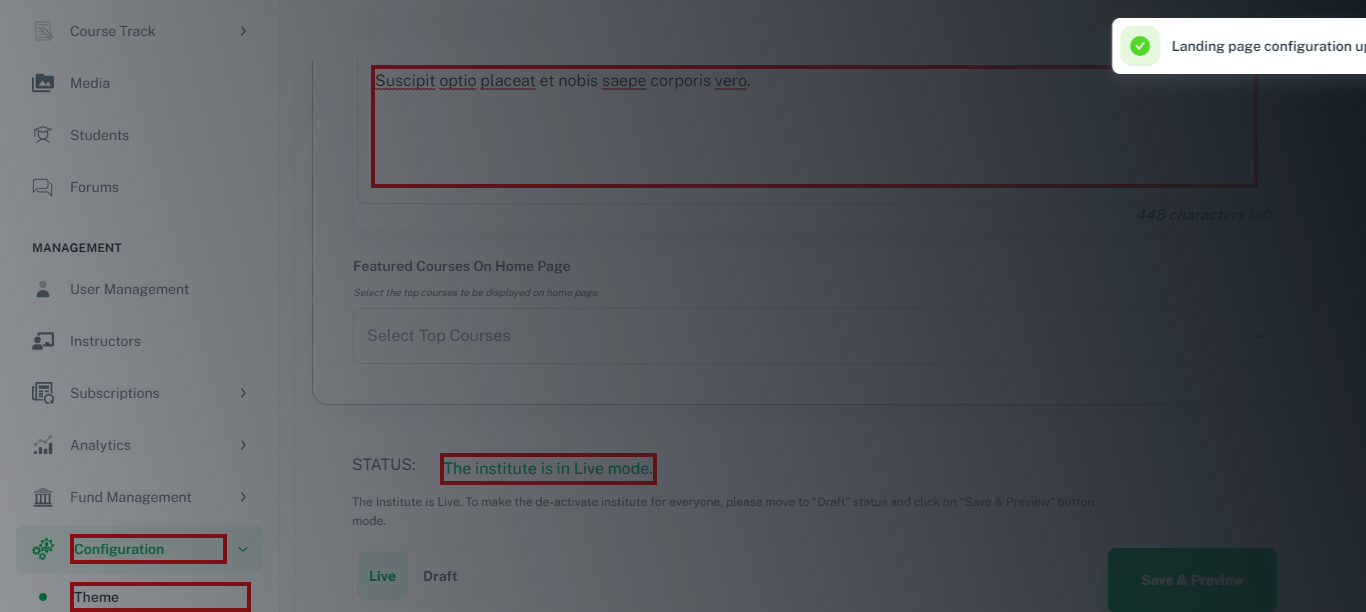 Course Track
Media
Students
Forums
MANAGEMENT
User Management
Instructors
Subscriptions
Analytics
Fund Management
Configuration
Theme
Landing page configuration
Suscipit optio placeat et nobis saepe corporis vero.
448 characters left
Featured Courses On Home Page
Select the top courses to be displayed on home page
Select Top Courses
STATUS: The institute is in Live mode.
The Institute is Live. To make the de-activate institute for everyone, please move to “Draft” status and click on “Save & Preview” button
mode.
Live Draft
Save & Preview